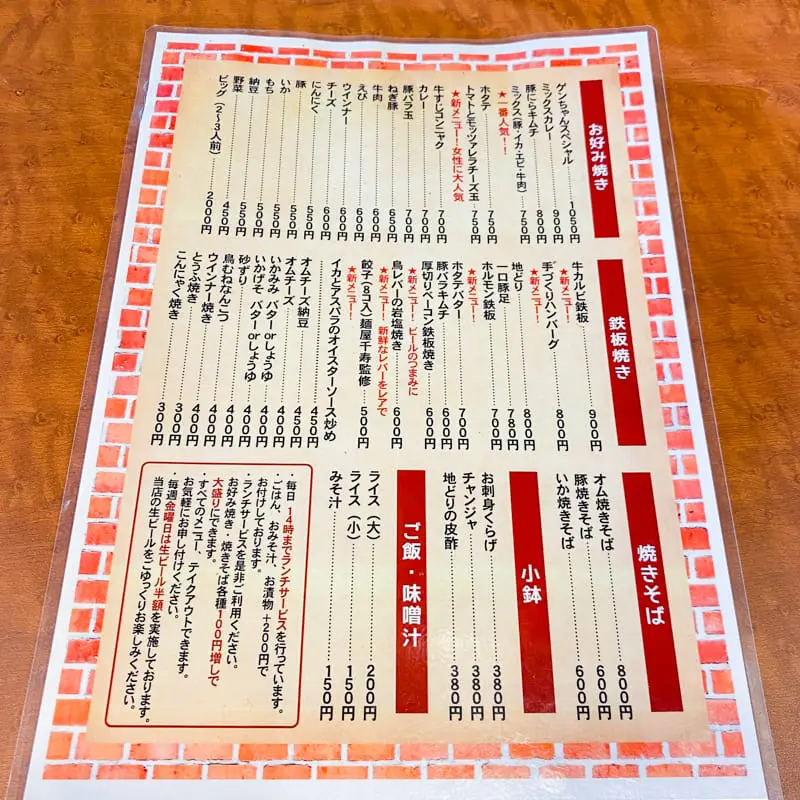 お好み焼き
ゲンちゃんスペシャル 1050円
ミックスカレー 900円
豚にらキムチ 800円
ミックス(豚・イカ・エビ・牛肉) 750円
★一番人気!!
ホタテ 750円
トマトとモッツァレラチーズ玉 750円
★新メニュー!女性に大人気
牛すじコンニャク 700円
カレー 700円
豚バラ玉 700円
ねぎ豚 650円
牛肉 600円
えび 600円
ウインナー 600円
チーズ 600円
にんにく 550円
豚 550円
いか 550円
もち 500円
納豆 550円
野菜 450円
ビッグ(2〜3人前) 2000円
鉄板焼き
牛カルビ鉄板 900円
★新メニュー!
手づくりハンバーグ 800円
★新メニュー!
地どり 800円
一口豚足 780円
ホルモン鉄板 700円
★新メニュー!
ホタテバター 700円
豚バラキムチ 600円
厚切りベーコン鉄板焼き 600円
★新メニュー! ビールのつまみに
鳥レバーの岩塩焼き 600円
★新メニュー! 新鮮なレバーをレアで
餃子(8コ入)麺屋千寿監修 500円
★新メニュー!
イカとアスパラのオイスターソース炒め
450円
オムチーズ納豆 450円
オムチーズ 400円
いかみみ バターorしょうゆ 400円
いかげそ バターorしょうゆ 400円
砂ずり 400円
鳥むねなんこつ 400円
ウインナー焼き 400円
とうふ焼き 300円
こんにゃく焼き 300円
焼きそば
オム焼きそば 800円
豚焼きそば 600円
いか焼きそば 600円
小鉢
お刺身くらげ 380円
チャンジャ 380円
地どりの皮酢 380円
ご飯・味噌汁
ライス(大) 200円
ライス(小) 150円
みそ汁 150円
・毎日14時までランチサービスを行っています。
・ごはん、おみそ汁、お漬物+200円で
お付けしております。
・ランチサービスを是非ご利用ください。
お好み焼き・焼きそば各種100円増しで
大盛りにできます。
すべてのメニュー、テイクアウトできます。
お気軽にお申し付けください。
・毎週金曜日は生ビール半額を実施しております。
当店の生ビールをごゆっくりお楽しみください。